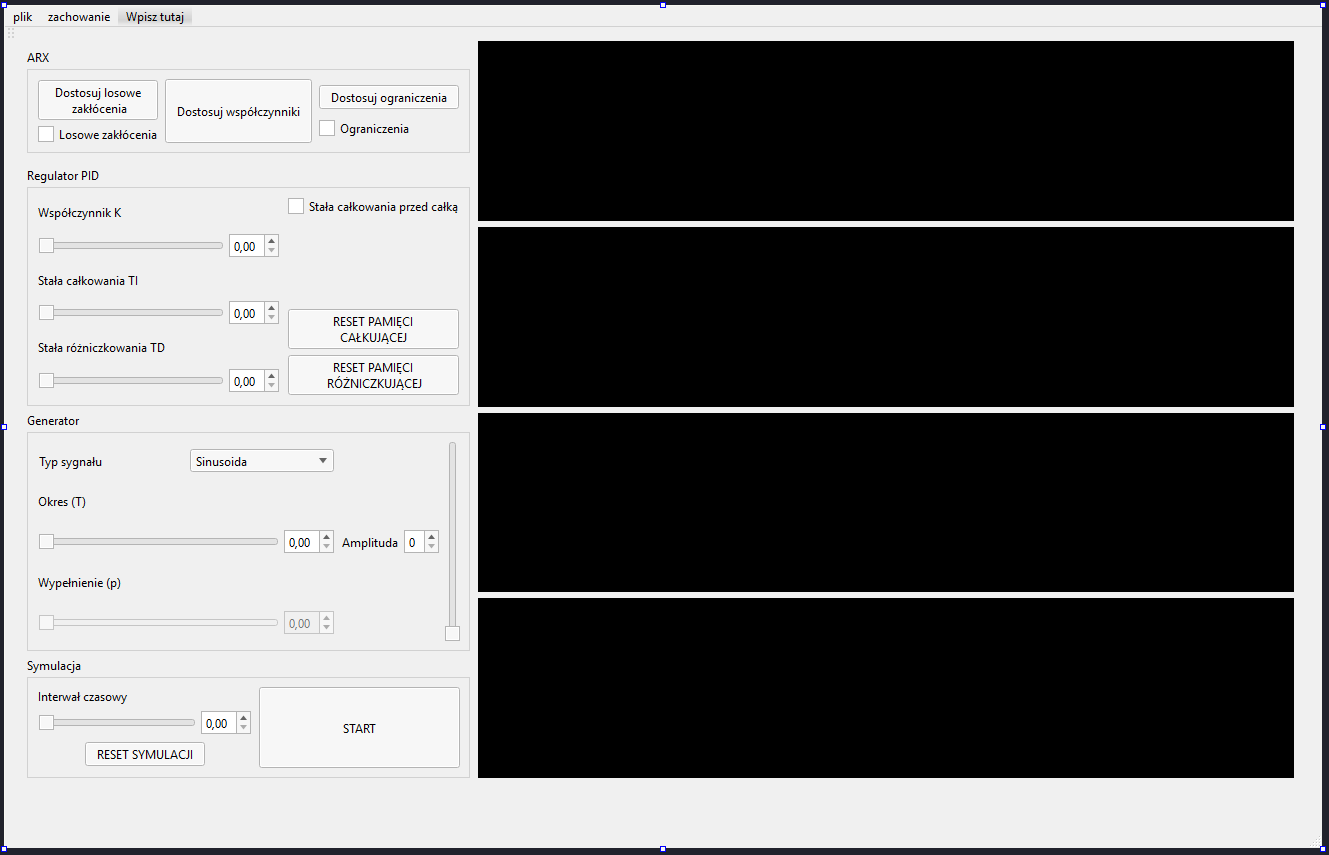 plik zachowanie Wpisz tutaj
ARX
Dostosuj losowe
zakłócenia
Losowe zakłócenia
Dostosuj współczynniki
Dostosuj ograniczenia
Ograniczenia
Regulator PID
Współczynnik K
Stała całkowania przed całką
0,00
Stała całkowania TI
0,00
RESET PAMIĘCI
CAŁKUJĄCEJ
Stała różniczkowania TD
0,00
RESET PAMIĘCI
RÓŻNICZKUJĄCEJ
Generator
Typ sygnału
Sinusoida
Okres (T)
0,00
Amplituda
0
Wypełnienie (p)
0,00
Symulacja
Interwał czasowy
0,00
RESET SYMULACJI
START